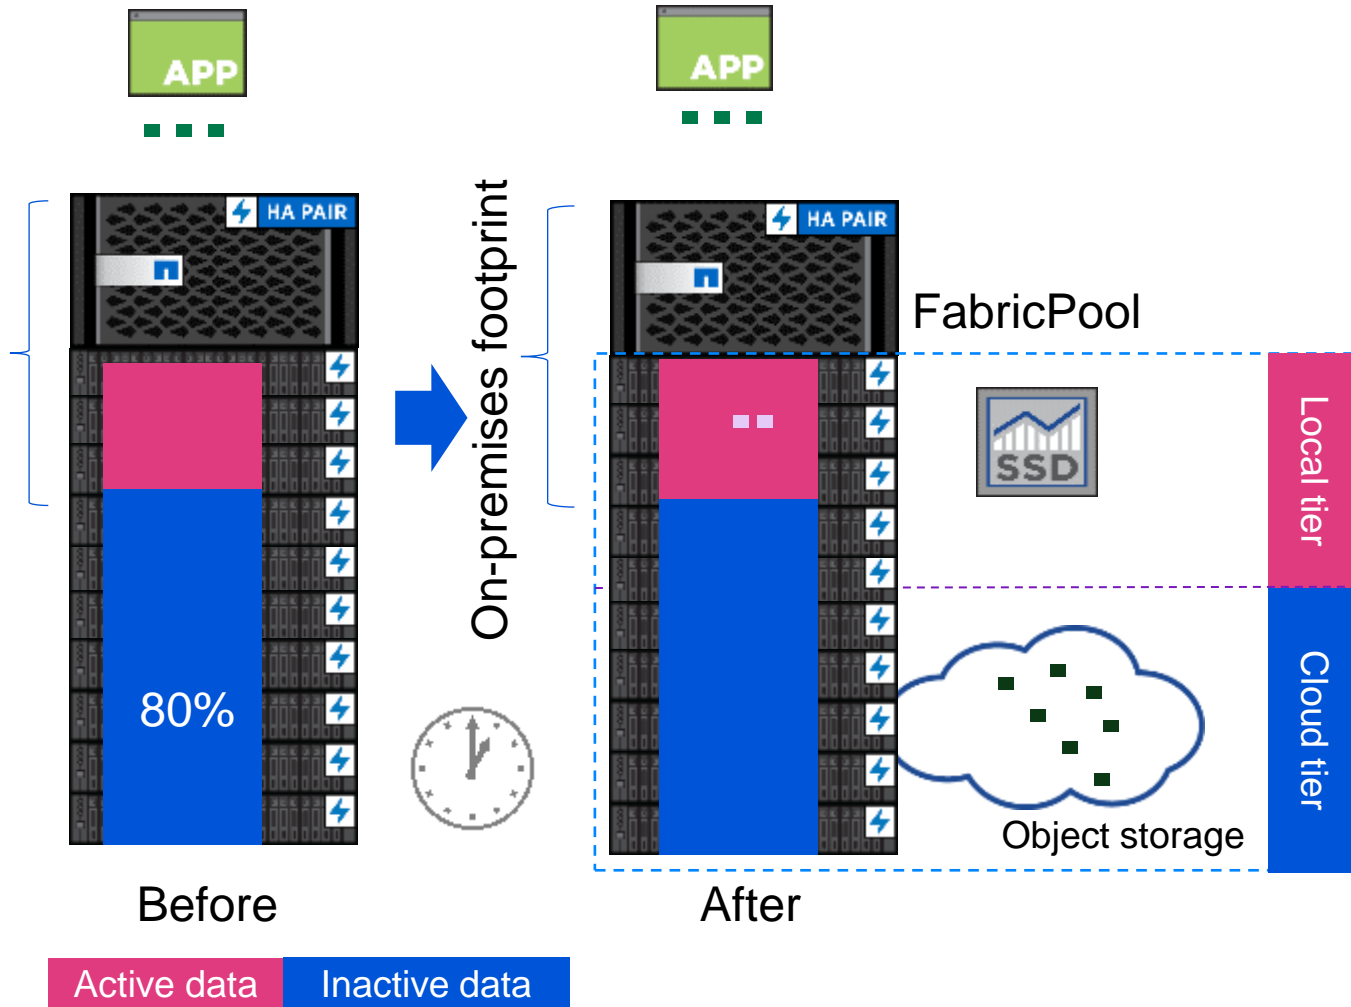 APP
APP
HA PAIR
HA PAIR
On-premises footprint
FabricPool
SSD
Local tier
80%
Cloud tier
Object storage
Before
After
Active data
Inactive data